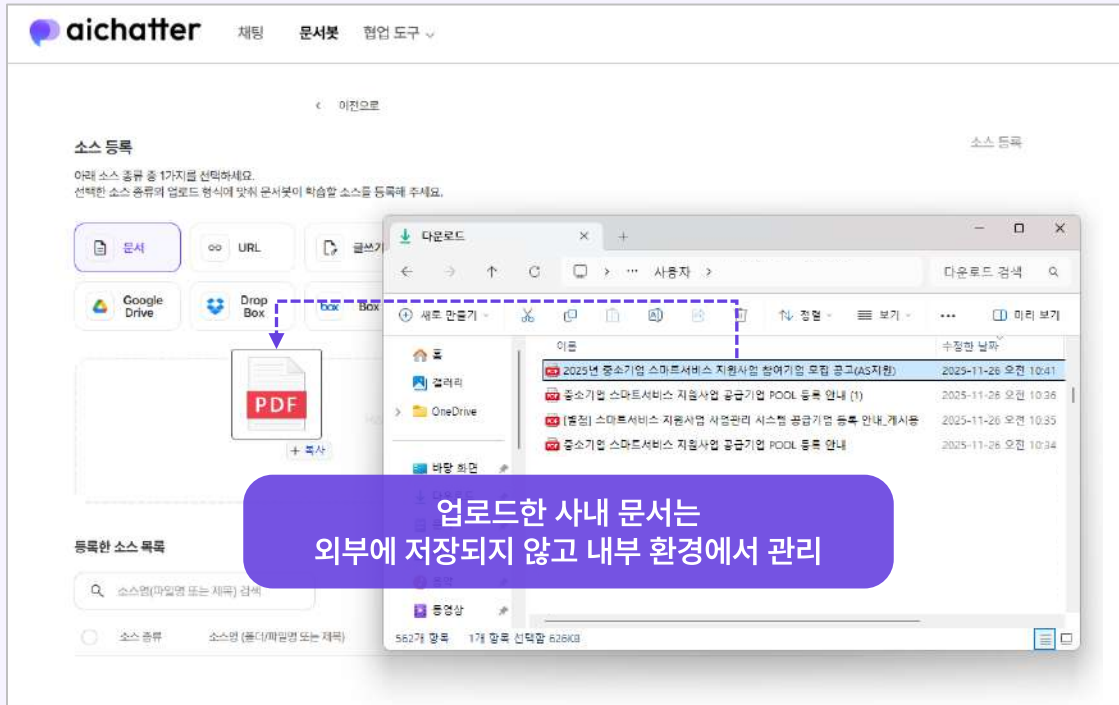 aichatter
채팅
문서봇
협업 도구
이전으로
소스 등록
소스 등록
아래 소스 종류 중 1가지를 선택하세요.
선택한 소스 종류의 업로드 형식에 맞춰 문서봇이 학습할 소스를 등록해 주세요.
문서
URL
글쓰기
Google Drive
Drop Box
box Box
PDF
+ 복사
다운로드
사용자
다운로드 검색
새로 만들기
정렬
보기
미리 보기
홈
갤러리
OneDrive
바탕 화면
동영상
이름
수정한 날짜
2025년 중소기업 스마트서비스 지원사업 참여기업 모집 공고(AS지원) 2025-11-26 오전 10:41
중소기업 스마트서비스 지원사업 공급기업 POOL 등록 안내 (1) 2025-11-26 오전 10:36
[별첨] 스마트서비스 지원사업 사업관리 시스템 공급기업 등록 안내_게시용 2025-11-26 오전 10:35
중소기업 스마트서비스 지원사업 공급기업 POOL 등록 안내 2025-11-26 오전 10:34
업로드한 사내 문서는
외부에 저장되지 않고 내부 환경에서 관리
562개 항목 1개 항목 선택함 626KB
등록한 소스 목록
소스명(파일명 또는 제목) 검색
소스 종류
소스명 (폴더/파일명 또는 제목)